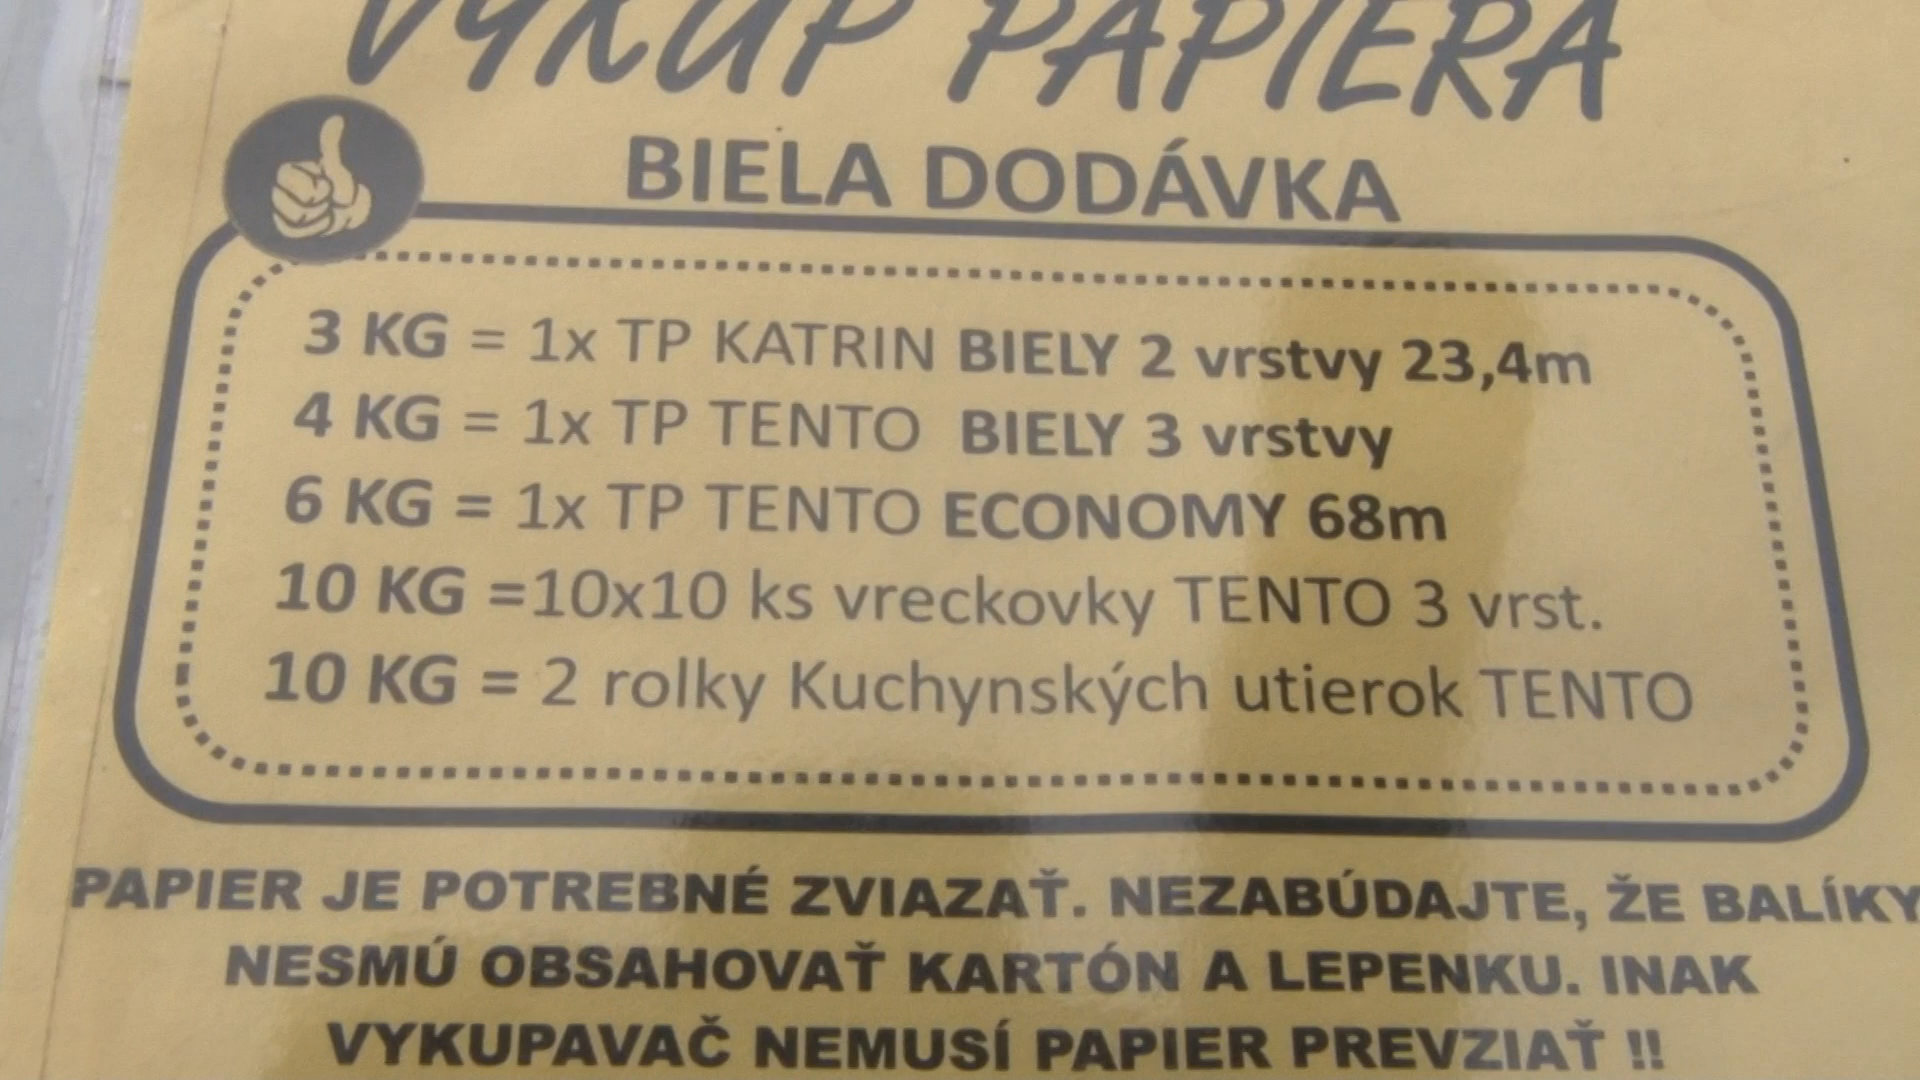 VÝKUP PAPIERA
BIELA DODÁVKA
3 KG = 1x TP KATRIN BIELY 2 vrstvy 23,4m
4 KG = 1x TP TENTO BIELY 3 vrstvy
6 KG = 1x TP TENTO ECONOMY 68m
10 KG =10x10 ks vreckovky TENTO 3 vrst.
10 KG = 2 rolky Kuchynských utierok TENTO
PAPIER JE POTREBNÉ ZVIAZAŤ. NEZABÚDAJTE, ŽE BALÍKY
NESMÚ OBSAHOVAŤ KARTÓN A LEPENKU. INAK
VYKUPAVAČ NEMUSÍ PAPIER PREVZIAŤ !!